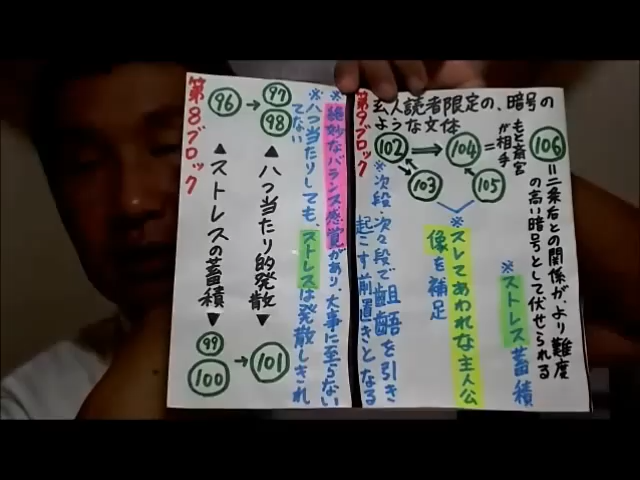 第8ブロック
96→97
98
▲ストレスの蓄積▼
▲八つ当たり的発散▼
99
100→101
※絶妙なバランス感覚があり、大事に至らない
※八つ当たりしても、ストレスは発散しきれ
てない
第9ブロック
玄人読者限定の、暗号の
ような文体
102⇒104=もと斎宮
が相手
103 105
106=二条后との関係が、より難度
の高い暗号として伏せられる
※次段・次々段で齟齬を引き
起こす前置きとなる
※スレてあわれな主人公
像を補足
※ストレス蓄積